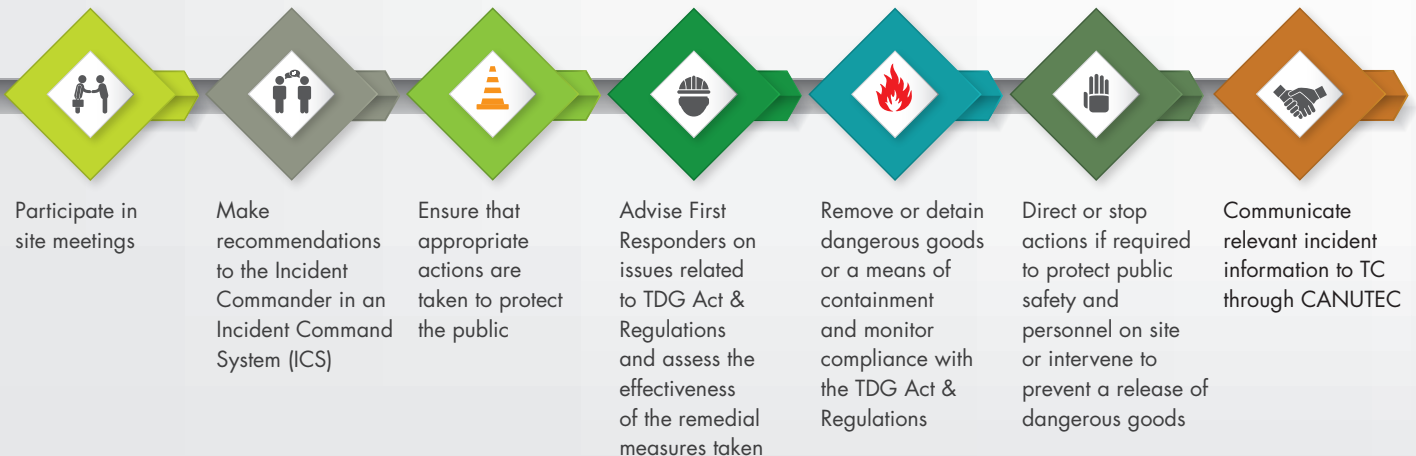 Participate in
site meetings
Make
recommendations
to the Incident
Commander in an
Incident Command
System (ICS)
Ensure that
appropriate
actions are
taken to protect
the public
Advise First
Responders on
issues related
to TDG Act &
Regulations
and assess the
effectiveness
of the remedial
measures taken
Remove or detain
dangerous goods
or a means of
containment
and monitor
compliance with
the TDG Act &
Regulations
Direct or stop
actions if required
to protect public
safety and
personnel on site
or intervene to
prevent a release of
dangerous goods
Communicate
relevant incident
information to TC
through CANUTEC